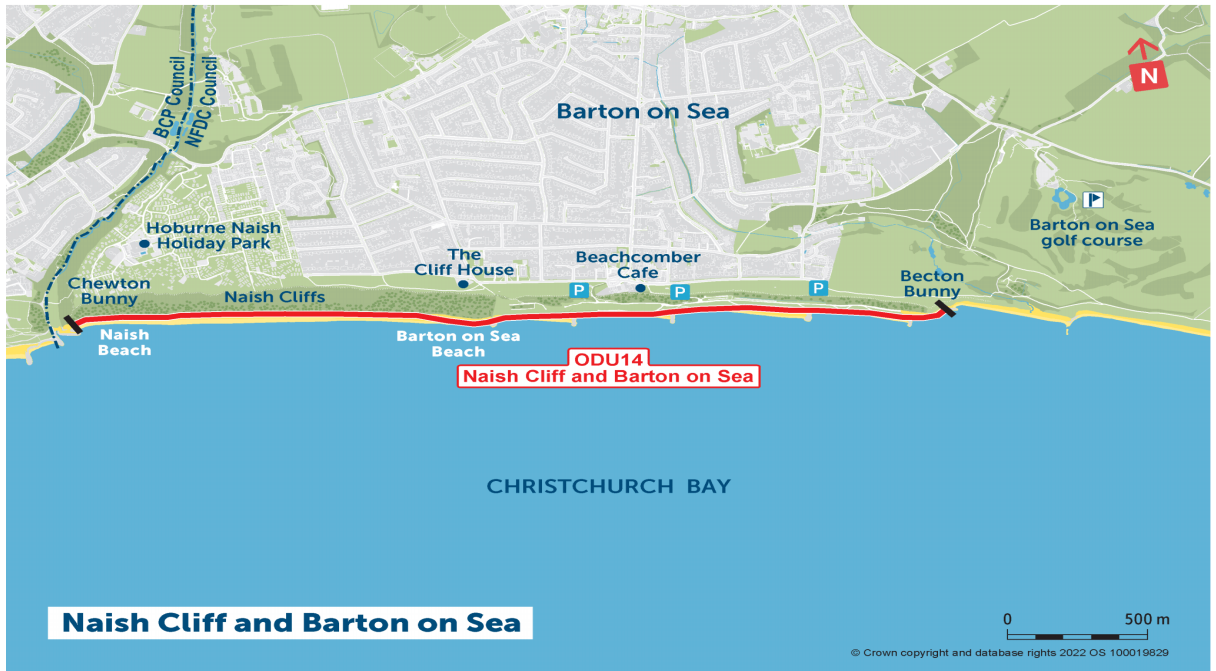 BCP Council
NFDC Council
N
Barton on Sea
Hoburne Naish
Holiday Park
Barton on Sea
golf course
The
Cliff House
Beachcomber
Cafe
Becton
Bunny
Chewton
Bunny
Naish Cliffs
P
P
P
Naish
Beach
Barton on Sea
Beach
ODU14
Naish Cliff and Barton on Sea
CHRISTCHURCH BAY
Naish Cliff and Barton on Sea
0 500 m
© Crown copyright and database rights 2022 OS 100019829